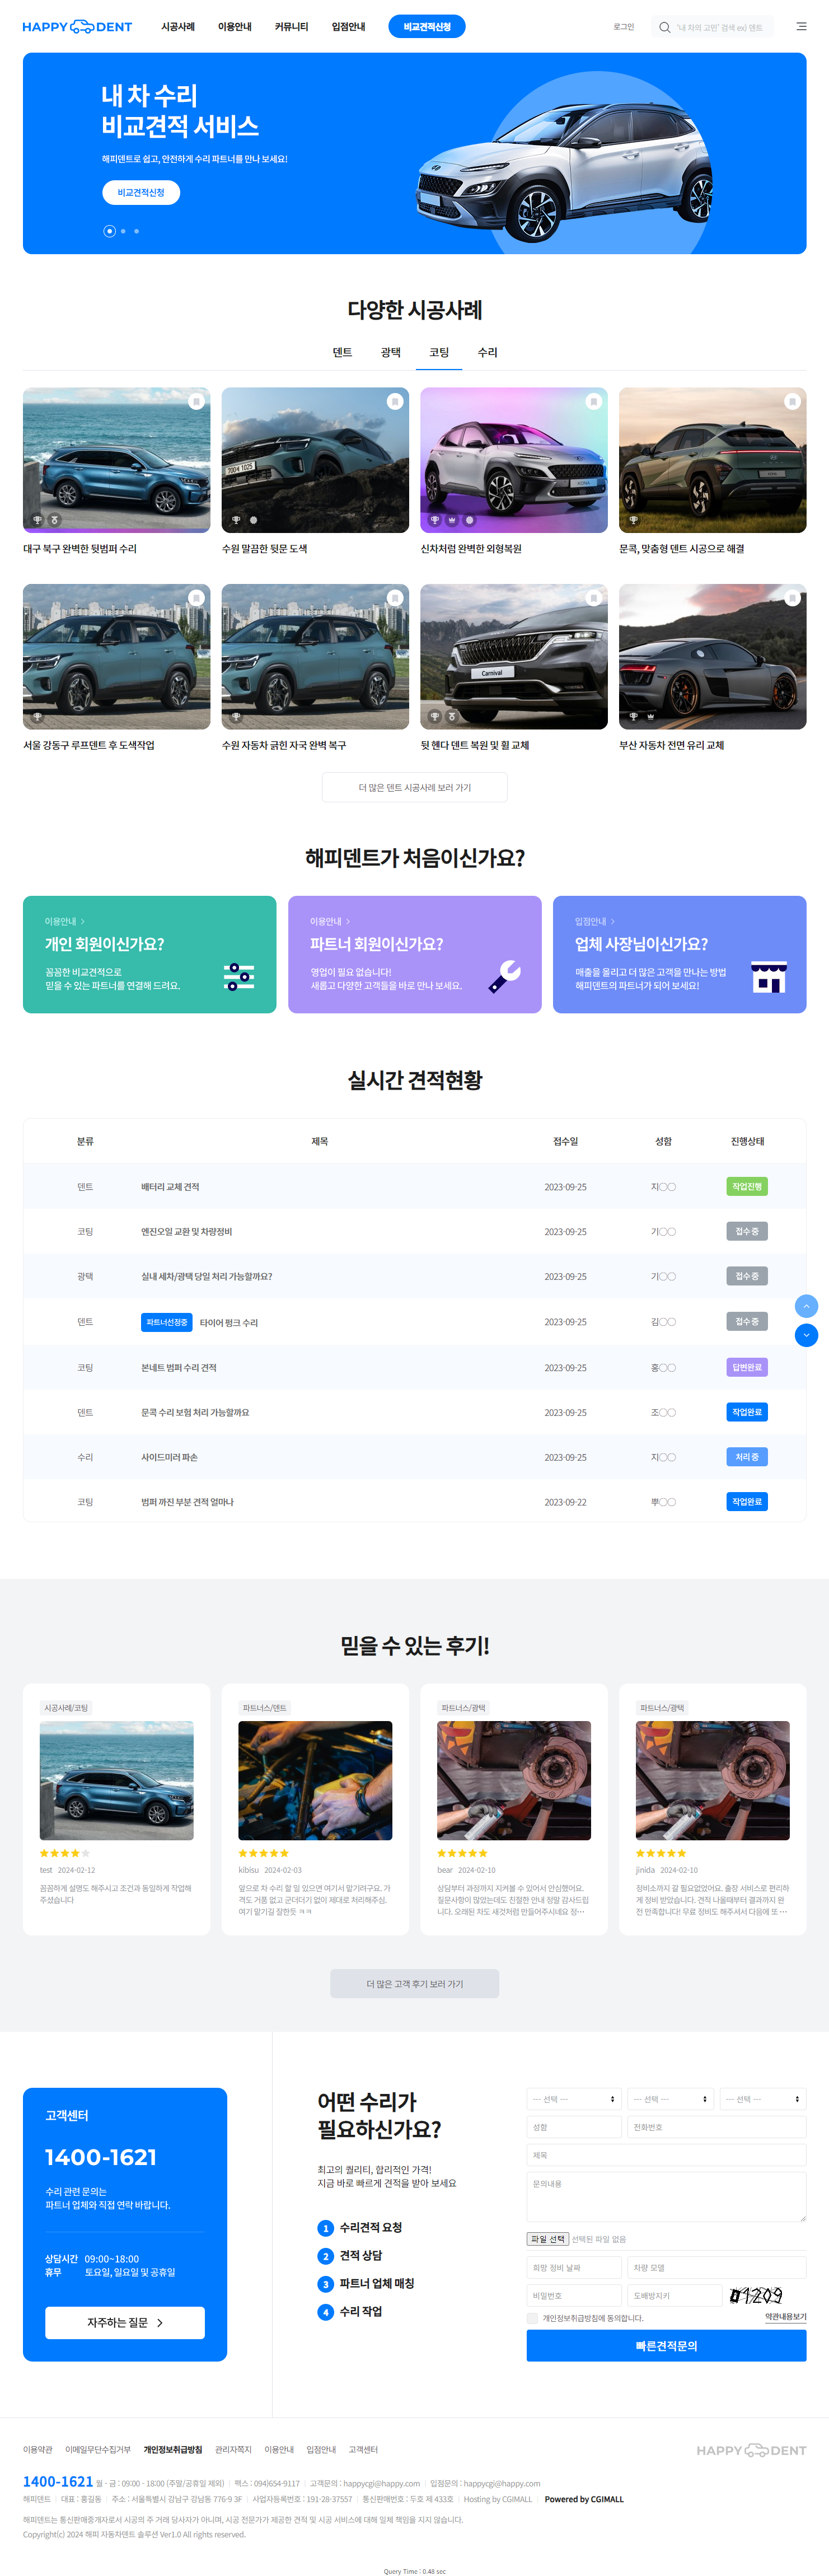 HAPPY DENT
시공사례 이용안내 커뮤니티 입점안내 비교견적신청
로그인 '내 차의 고민' 검색 ex) 덴트
내 차 수리
비교견적 서비스
해피덴트로 쉽고, 안전하게 수리 파트너를 만나 보세요!
비교견적신청
다양한 시공사례
덴트 광택 코팅 수리
대구 북구 완벽한 뒷범퍼 수리
7004 1025
수원 말끔한 뒷문 도색
신차처럼 완벽한 외형복원
문콕, 맞춤형 덴트 시공으로 해결
서울 강동구 루프덴트 후 도색작업
수원 자동차 긁힌 자국 완벽 복구
Carnival
뒷 헨다 덴트 복원 및 휠 교체
부산 자동차 전면 유리 교체
더 많은 덴트 시공사례 보러 가기
해피덴트가 처음이신가요?
이용안내 >
개인 회원이신가요?
꼼꼼한 비교견적으로
믿을 수 있는 파트너를 연결해 드려요.
이용안내 >
파트너 회원이신가요?
영업이 필요 없습니다!
새롭고 다양한 고객들을 바로 만나 보세요.
입점안내 >
업체 사장님이신가요?
매출을 올리고 더 많은 고객을 만나는 방법
해피덴트의 파트너가 되어 보세요!
실시간 견적현황
분류 제목 접수일 성함 진행상태
덴트 배터리 교체 견적 2023-09-25 지○○ 작업진행
코팅 엔진오일 교환 및 차량정비 2023-09-25 기○○ 접수중
광택 실내 세차/광택 당일 처리 가능할까요? 2023-09-25 기○○ 접수중
덴트 파트너선정중 타이어 펑크 수리 2023-09-25 김○○ 접수중
코팅 본네트 범퍼 수리 견적 2023-09-25 홍○○ 답변완료
덴트 문콕 수리 보험 처리 가능할까요 2023-09-25 조○○ 작업완료
수리 사이드미러 파손 2023-09-25 지○○ 처리중
코팅 범퍼 까진 부분 견적 얼마나 2023-09-22 뿌○○ 작업완료
믿을 수 있는 후기!
시공사례/코팅
test 2024-02-12
꼼꼼하게 설명도 해주시고 조건과 동일하게 작업해
주셨습니다
파트너스/덴트
kibisu 2024-02-03
앞으로 차 수리 할 일 있으면 여기서 맡기려구요. 가
격도 거품 없고 군더더기 없이 제대로 처리해주심.
여기 맡기길 잘한듯 ㅋㅋ
파트너스/광택
bear 2024-02-10
상담부터 과정까지 지켜볼 수 있어서 안심했어요.
질문사항이 많았는데도 친절한 안내 정말 감사드립
니다. 오래된 차도 새것처럼 만들어주시네요 정…
파트너스/광택
jinida 2024-02-10
정비소까지 갈 필요없었어요. 출장 서비스로 편리하
게 정비 받았습니다. 견적 나올때부터 결과까지 완
전 만족합니다! 무료 정비도 해주셔서 다음에 또 …
더 많은 고객 후기 보러 가기
고객센터
1400-1621
수리 관련 문의는
파트너 업체와 직접 연락 바랍니다.
상담시간 09:00~18:00
휴무 토요일, 일요일 및 공휴일
자주하는 질문 >
어떤 수리가
필요하신가요?
최고의 퀄리티, 합리적인 가격!
지금 바로 빠르게 견적을 받아 보세요
1 수리견적 요청
2 견적 상담
3 파트너 업체 매칭
4 수리 작업
--- 선택 --- --- 선택 --- --- 선택 ---
성함 전화번호
제목
문의내용
파일 선택 선택된 파일 없음
희망 정비 날짜 차량 모델
비밀번호 도배방지키
개인정보취급방침에 동의합니다. 약관내용보기
빠른견적문의
이용약관 이메일무단수집거부 개인정보취급방침 관리자쪽지 이용안내 입점안내 고객센터
HAPPY DENT
1400-1621 월 - 금 : 09:00 - 18:00 (주말/공휴일 제외) | 팩스 : 094)654-9117 | 고객문의 : happycgi@happy.com | 입점문의 : happycgi@happy.com
해피덴트 | 대표 : 홍길동 | 주소 : 서울특별시 강남구 강남동 776-9 3F | 사업자등록번호 : 191-28-37557 | 통신판매번호 : 두호 제 433호 | Hosting by CGIMALL | Powered by CGIMALL
해피덴트는 통신판매중개자로서 시공의 주 거래 당사자가 아니며, 시공 전문가가 제공한 견적 및 시공 서비스에 대해 일체 책임을 지지 않습니다.
Copyright(c) 2024 해피 자동차덴트 솔루션 Ver1.0 All rights reserved.
Query Time : 0.48 sec